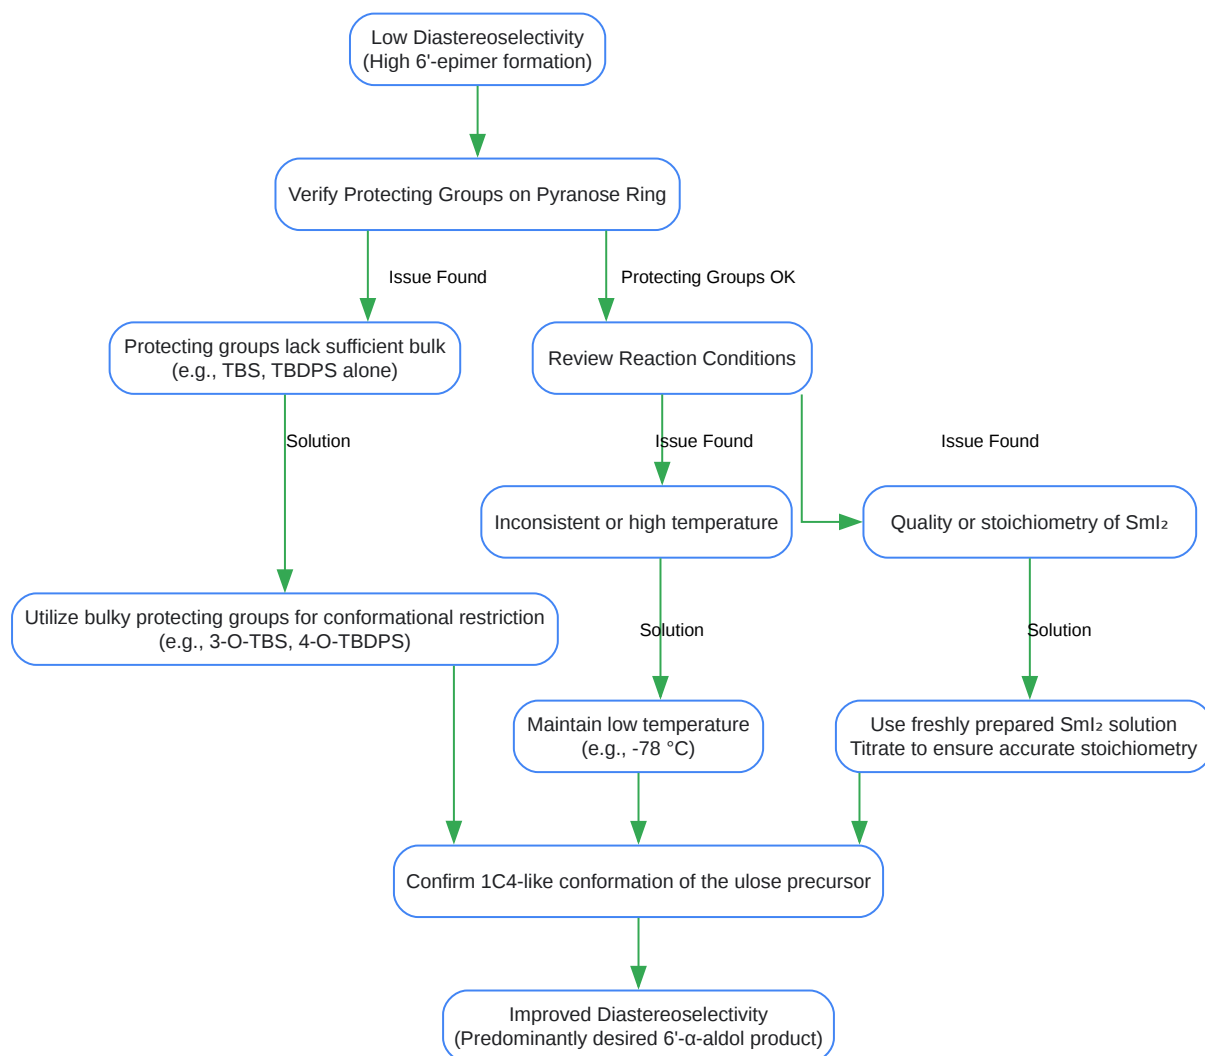 Low Diastereoselectivity
(High 6'-epimer formation)
Verify Protecting Groups on Pyranose Ring
Issue Found
Protecting Groups OK
Protecting groups lack sufficient bulk
(e.g., TBS, TBDPS alone)
Review Reaction Conditions
Solution
Issue Found
Issue Found
Inconsistent or high temperature
Quality or stoichiometry of SmI₂
Utilize bulky protecting groups for conformational restriction
(e.g., 3-O-TBS, 4-O-TBDPS)
Solution
Solution
Maintain low temperature
(e.g., -78 °C)
Use freshly prepared SmI₂ solution
Titrate to ensure accurate stoichiometry
Confirm 1C4-like conformation of the ulose precursor
Improved Diastereoselectivity
(Predominantly desired 6'-α-aldol product)